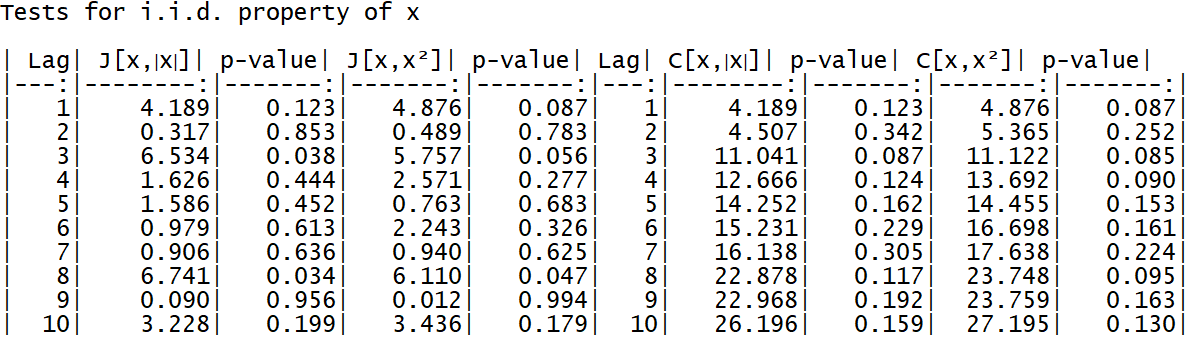 Tests for i.i.d. property of x
| Lag| J[x,|x|]| p-value| J[x,x²]| p-value| Lag| C[x,|x|]| p-value| C[x,x²]| p-value|
|---:|--------:|-------:|-------:|-------:|---:|--------:|-------:|-------:|-------:|
| 1| 4.189| 0.123| 4.876| 0.087| 1| 4.189| 0.123| 4.876| 0.087|
| 2| 0.317| 0.853| 0.489| 0.783| 2| 4.507| 0.342| 5.365| 0.252|
| 3| 6.534| 0.038| 5.757| 0.056| 3| 11.041| 0.087| 11.122| 0.085|
| 4| 1.626| 0.444| 2.571| 0.277| 4| 12.666| 0.124| 13.692| 0.090|
| 5| 1.586| 0.452| 0.763| 0.683| 5| 14.252| 0.162| 14.455| 0.153|
| 6| 0.979| 0.613| 2.243| 0.326| 6| 15.231| 0.229| 16.698| 0.161|
| 7| 0.906| 0.636| 0.940| 0.625| 7| 16.138| 0.305| 17.638| 0.224|
| 8| 6.741| 0.034| 6.110| 0.047| 8| 22.878| 0.117| 23.748| 0.095|
| 9| 0.090| 0.956| 0.012| 0.994| 9| 22.968| 0.192| 23.759| 0.163|
| 10| 3.228| 0.199| 3.436| 0.179| 10| 26.196| 0.159| 27.195| 0.130|